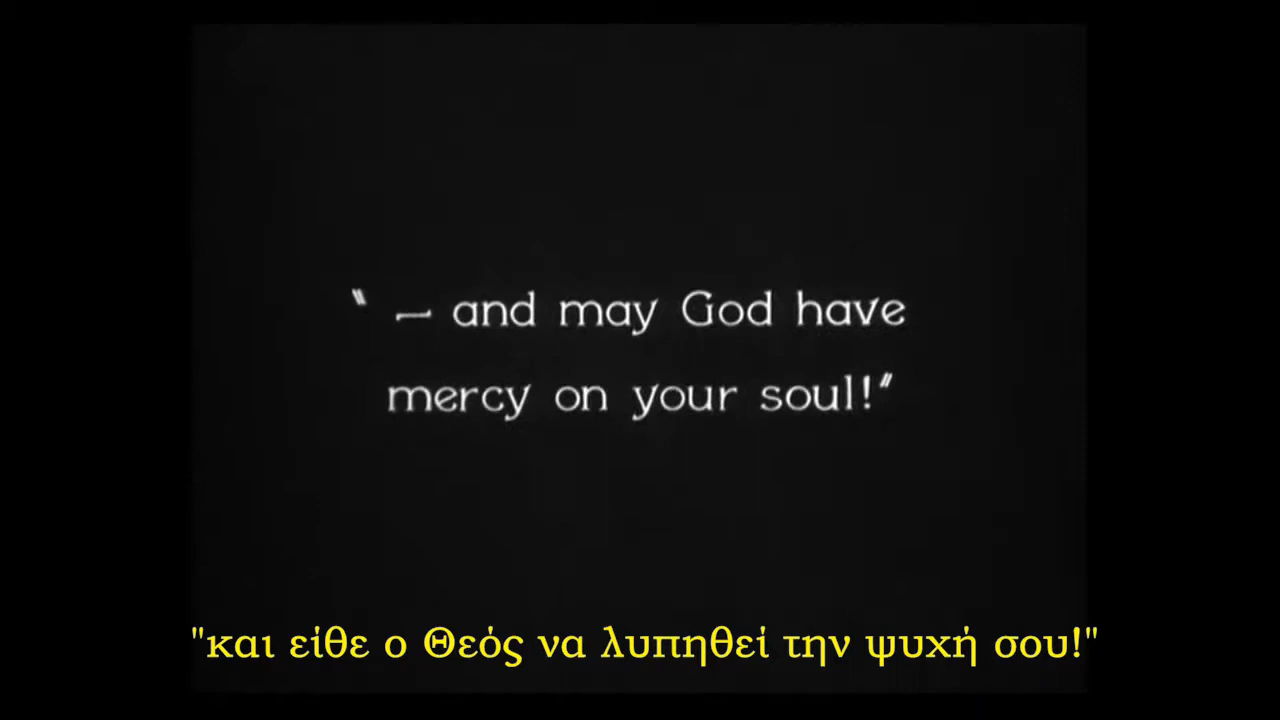 " — and may God have
mercy on your soul!"
"και είθε ο Θεός να λυπηθεί την ψυχή σου!"